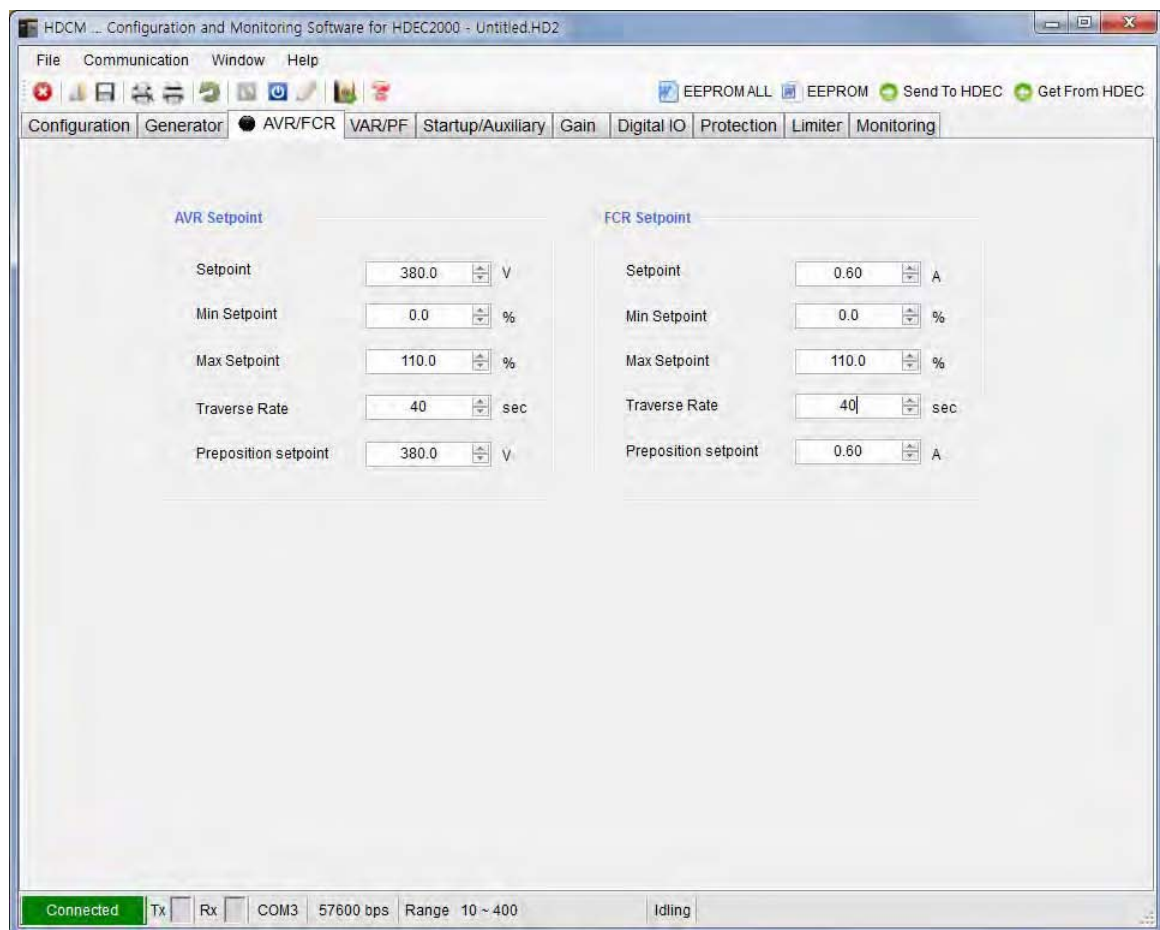 HDCM ... Configuration and Monitoring Software for HDEC2000 - Untitled.HD2
File Communication Window Help
EEPROM ALL EEPROM Send To HDEC Get From HDEC
Configuration Generator AVR/FCR VAR/PF Startup/Auxiliary Gain Digital IO Protection Limiter Monitoring
AVR Setpoint
Setpoint 380.0 V
Min Setpoint 0.0 %
Max Setpoint 110.0 %
Traverse Rate 40 sec
Preposition setpoint 380.0 V
FCR Setpoint
Setpoint 0.60 A
Min Setpoint 0.0 %
Max Setpoint 110.0 %
Traverse Rate 40 sec
Preposition setpoint 0.60 A
Connected Tx Rx COM3 57600 bps Range 10 ~ 400 Idling